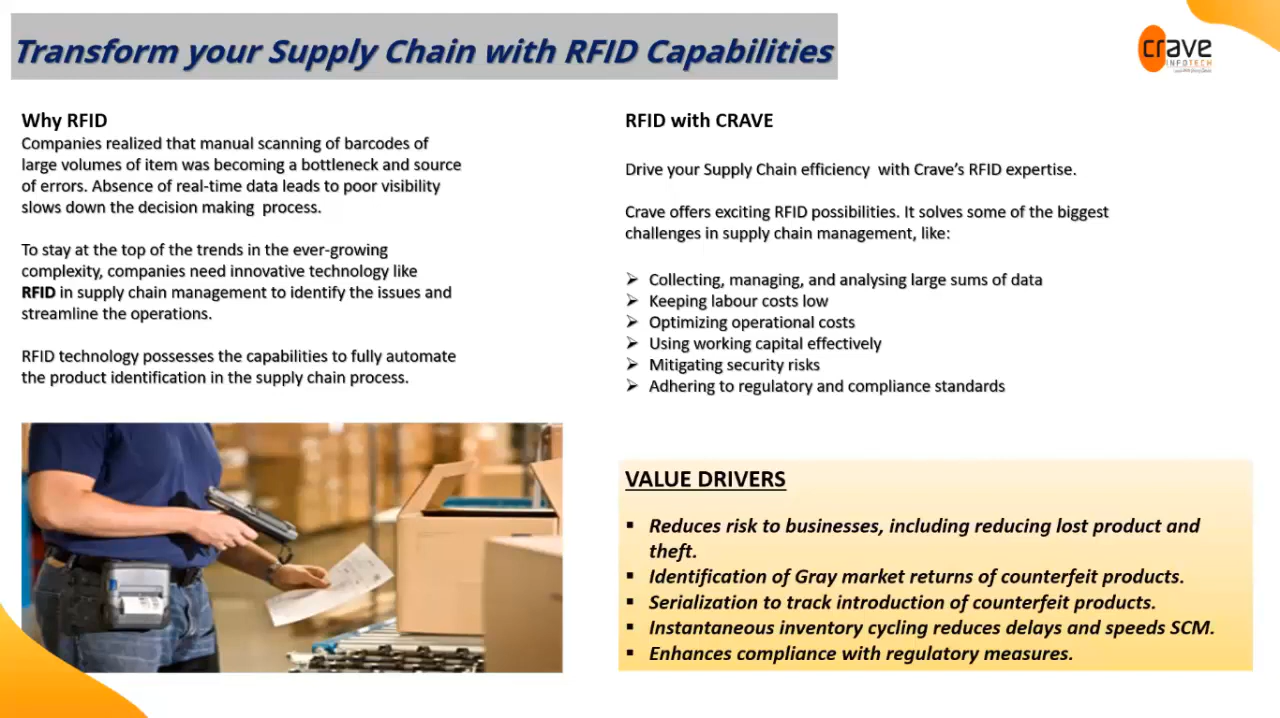 Transform your Supply Chain with RFID Capabilities
crave
INFOTECH
Why RFID
Companies realized that manual scanning of barcodes of
large volumes of item was becoming a bottleneck and source
of errors. Absence of real-time data leads to poor visibility
slows down the decision making process.
To stay at the top of the trends in the ever-growing
complexity, companies need innovative technology like
RFID in supply chain management to identify the issues and
streamline the operations.
RFID technology possesses the capabilities to fully automate
the product identification in the supply chain process.
RFID with CRAVE
Drive your Supply Chain efficiency with Crave's RFID expertise.
Crave offers exciting RFID possibilities. It solves some of the biggest
challenges in supply chain management, like:
➢ Collecting, managing, and analysing large sums of data
➢ Keeping labour costs low
➢ Optimizing operational costs
➢ Using working capital effectively
➢ Mitigating security risks
➢ Adhering to regulatory and compliance standards
VALUE DRIVERS
▪ Reduces risk to businesses, including reducing lost product and
theft.
▪ Identification of Gray market returns of counterfeit products.
▪ Serialization to track introduction of counterfeit products.
▪ Instantaneous inventory cycling reduces delays and speeds SCM.
▪ Enhances compliance with regulatory measures.